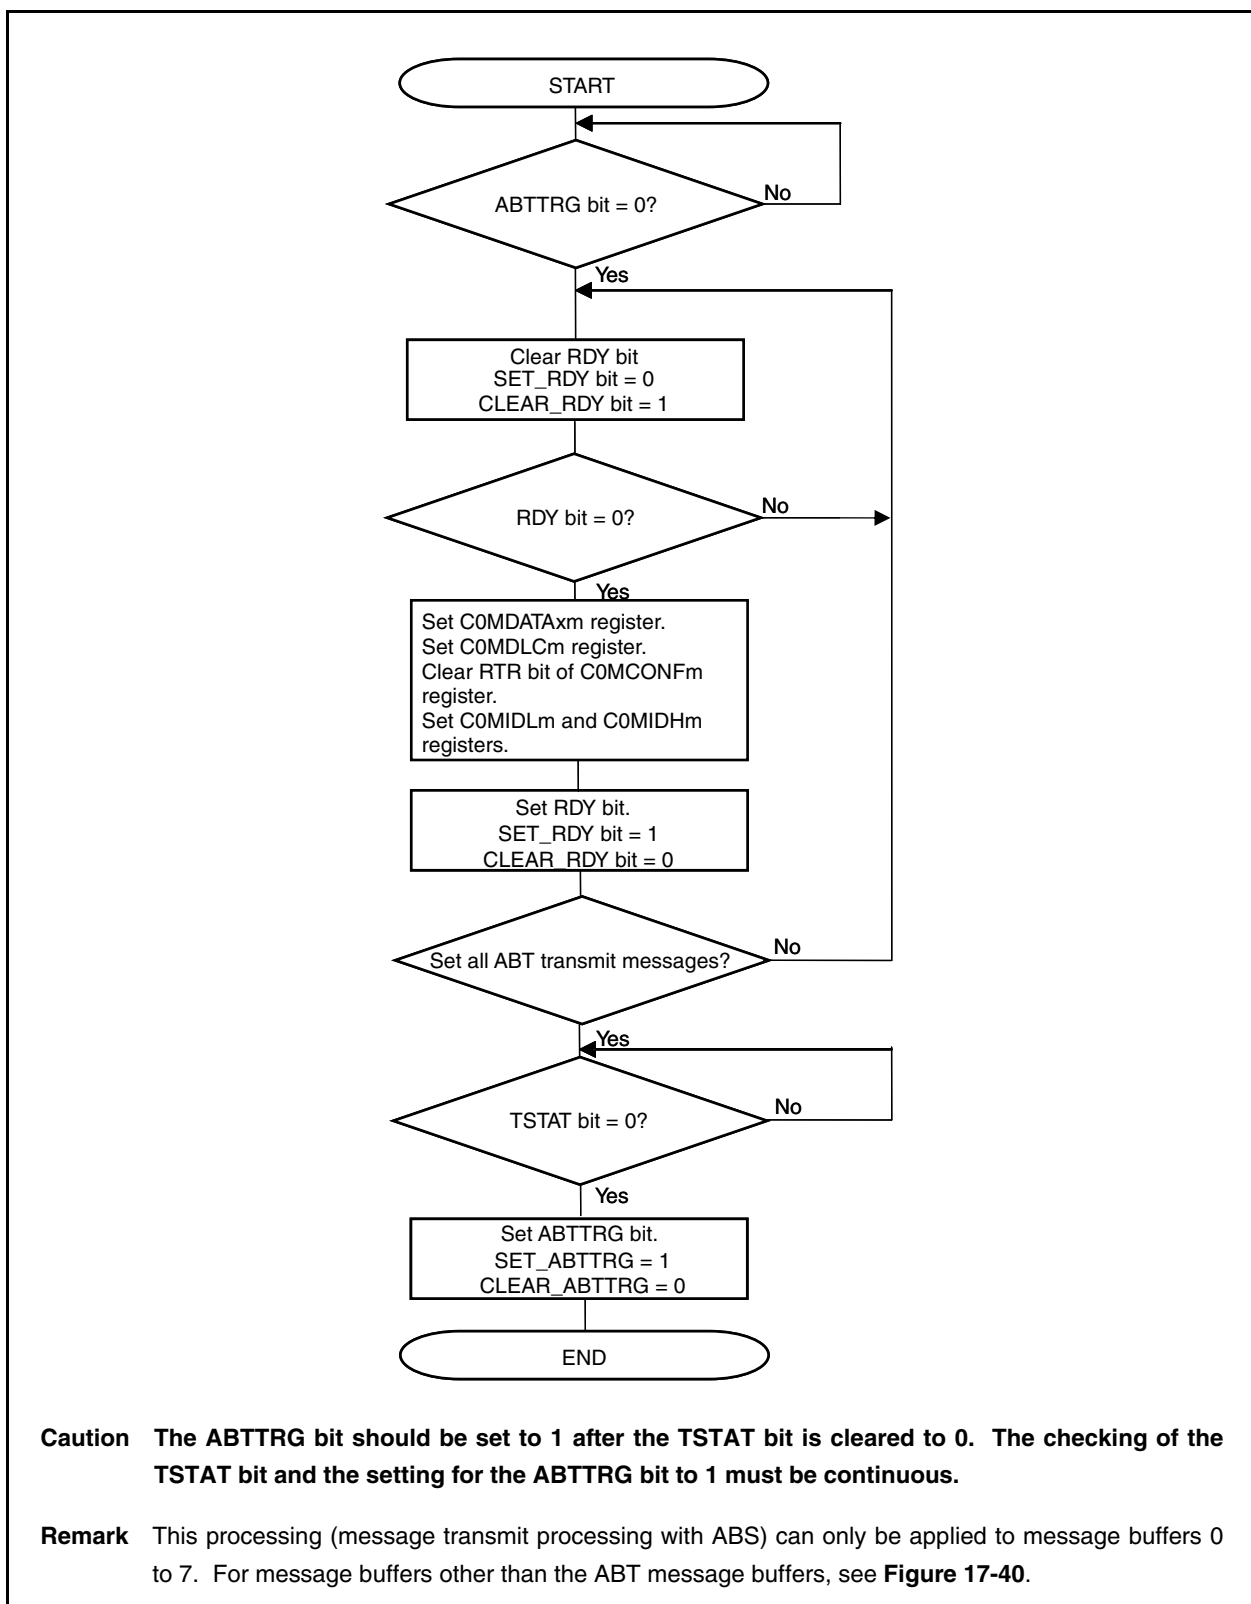 START
ABTTRG bit = 0?
No
Yes
Clear RDY bit
SET_RDY bit = 0
CLEAR_RDY bit = 1
RDY bit = 0?
No
Yes
Set C0MDATAxm register.
Set C0MDLCm register.
Clear RTR bit of C0MCONFm
register.
Set C0MIDLm and C0MIDHm
registers.
Set RDY bit.
SET_RDY bit = 1
CLEAR_RDY bit = 0
Set all ABT transmit messages?
No
Yes
TSTAT bit = 0?
No
Yes
Set ABTTRG bit.
SET_ABTTRG = 1
CLEAR_ABTTRG = 0
END
Caution The ABTTRG bit should be set to 1 after the TSTAT bit is cleared to 0. The checking of the
TSTAT bit and the setting for the ABTTRG bit to 1 must be continuous.
Remark This processing (message transmit processing with ABS) can only be applied to message buffers 0
to 7. For message buffers other than the ABT message buffers, see Figure 17-40.